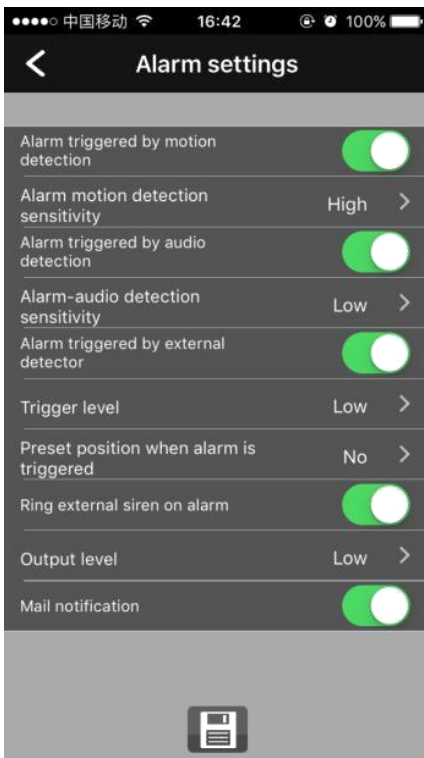 中国移动 16:42 100%
Alarm settings
Alarm triggered by motion
detection
Alarm motion detection
sensitivity
High
Alarm triggered by audio
detection
Alarm-audio detection
sensitivity
Low
Alarm triggered by external
detector
Trigger level
Low
Preset position when alarm is
triggered
No
Ring external siren on alarm
Output level
Low
Mail notification